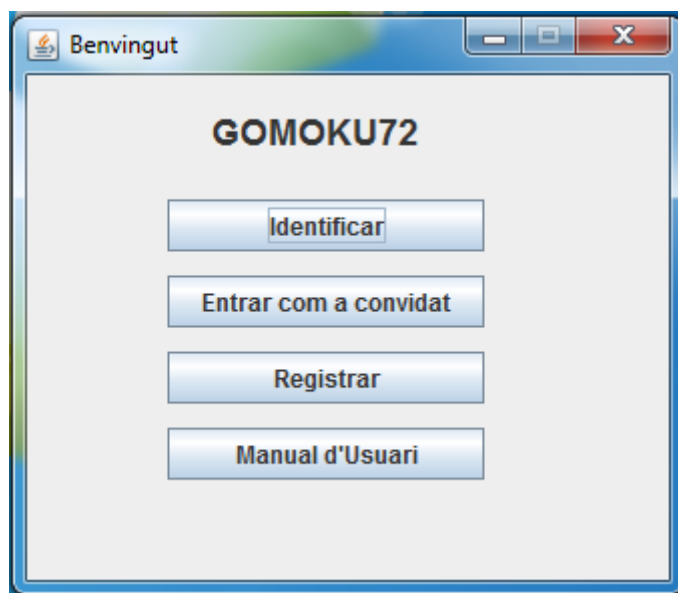 Benvingut
GOMOKU72
Identificar
Entrar com a convidat
Registrar
Manual d'Usuari